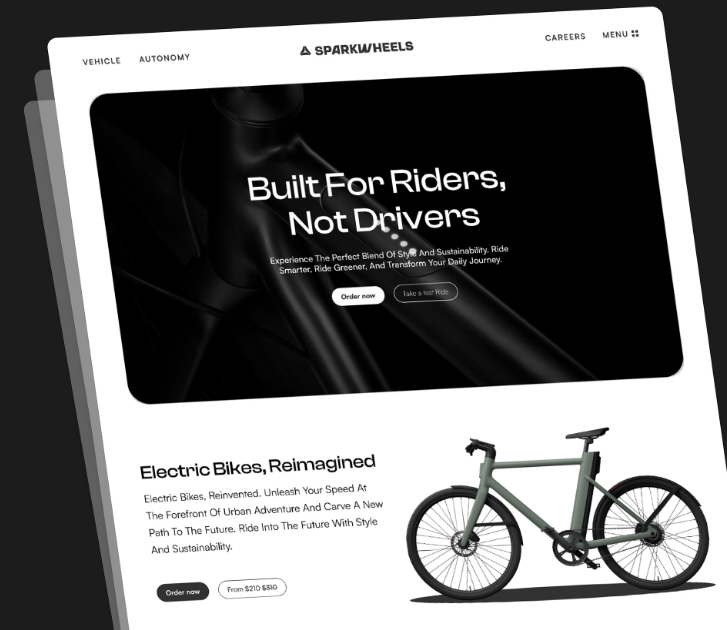 VEHICLE AUTONOMY SPARKWHEELS CAREERS MENU
Built For Riders,
Not Drivers
Experience The Perfect Blend Of Style And Sustainability. Ride
Smarter, Ride Greener, And Transform Your Daily Journey.
Order now Take a test Ride
Electric Bikes, Reimagined
Electric Bikes, Reinvented. Unleash Your Speed At
The Forefront Of Urban Adventure And Carve A New
Path To The Future. Ride Into The Future With Style
And Sustainability.
Order now From $210 $310